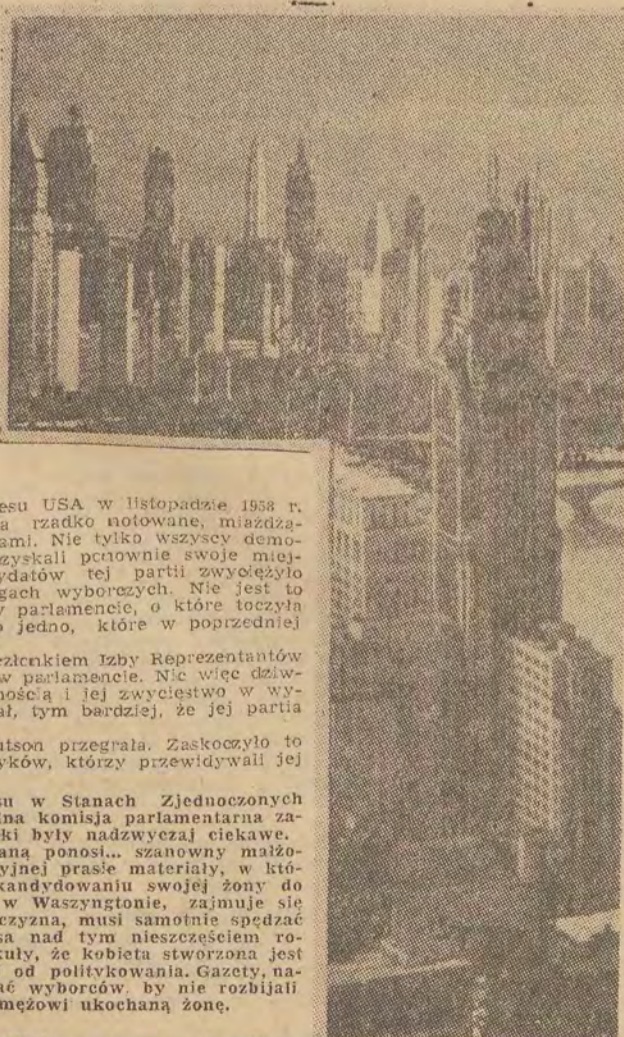 esu USA w listopadzie 1958 r.
a rzadko notowane, miażdżą-
ami. Nie tylko wszyscy demo-
zyskali ponownie swoje miej-
ydatów tej partii zwyciężyło
gach wyborczych. Nie jest to
w parlamencie, o które toczyła
o jedno, które w poprzedniej
członkiem Izby Reprezentantów
w parlamencie. Nic więc dziw-
nością i jej zwycięstwo w wy-
ał, tym bardziej, że jej partia
utson przegrała. Zaskoczyło to
yków, którzy przewidywali jej
su w Stanach Zjednoczonych
lna komisja parlamentarna za-
ki były nadzwyczaj ciekawe.
aną ponosi... szanowny małżo-
yjnej prasie materiały, w któ-
kandydowaniu swojej żony do
w Waszyngtonie, zajmuje się
czyzna, musi samotnie spędzać
sa nad tym nieszczęściem ro-
kuły, że kobieta stworzona jest
od politykowania. Gazety, na-
ać wyborców, by nie rozbijali
mężowi ukochaną żonę.